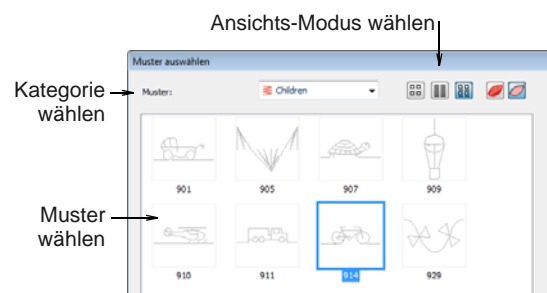 Ansichts-Modus wählen
Muster auswählen
Kategorie
wählen
Muster:
Children
901
905
907
909
Muster
wählen
910
911
914
929